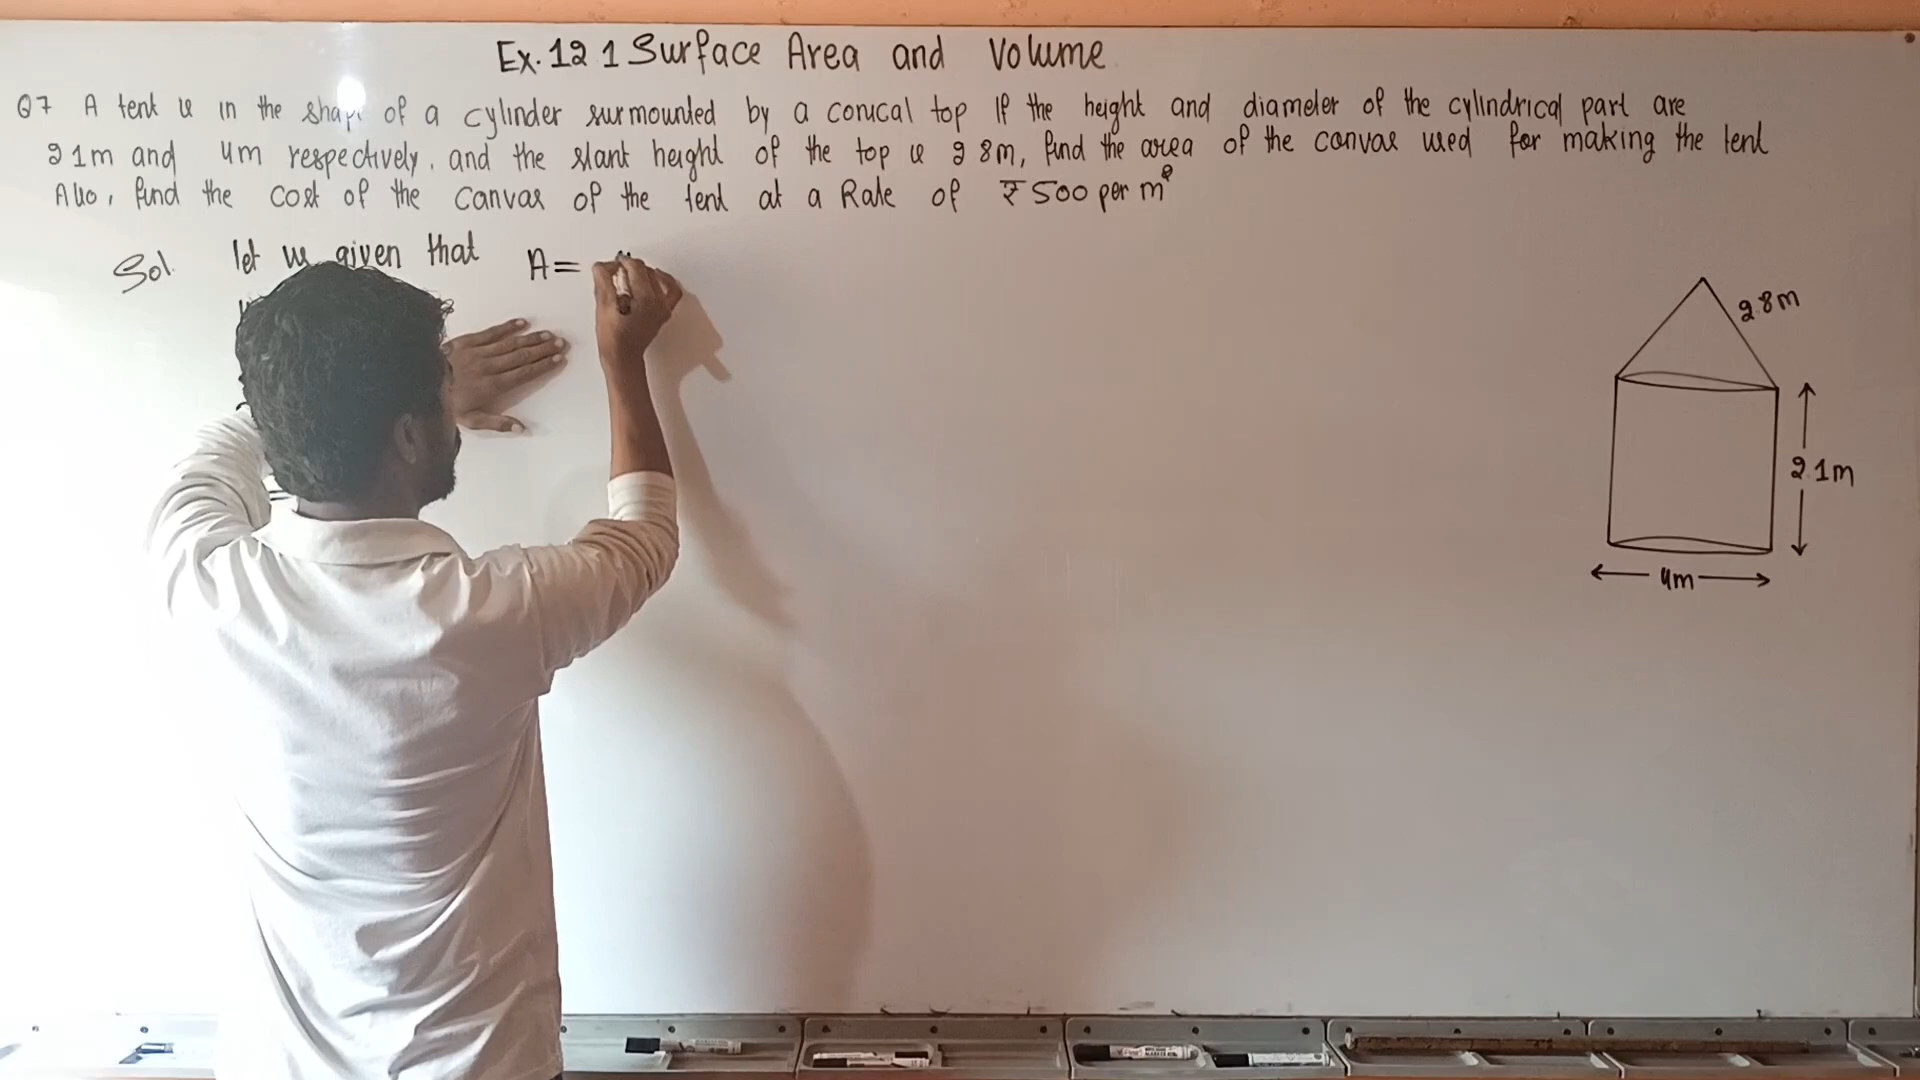 Ex. 12.1 Surface Area and Volume
Q7 A tent is in the shape of a cylinder surmounted by a conical top If the height and diameter of the cylindrical part are
2.1m and 4m respectively, and the slant height of the top is 2.8m, find the area of the canvas used for making the tent
Also, find the cost of the canvas of the tent at a Rate of ₹500 per m²
Sol. let us given that A=
2.8m
2.1m
4m